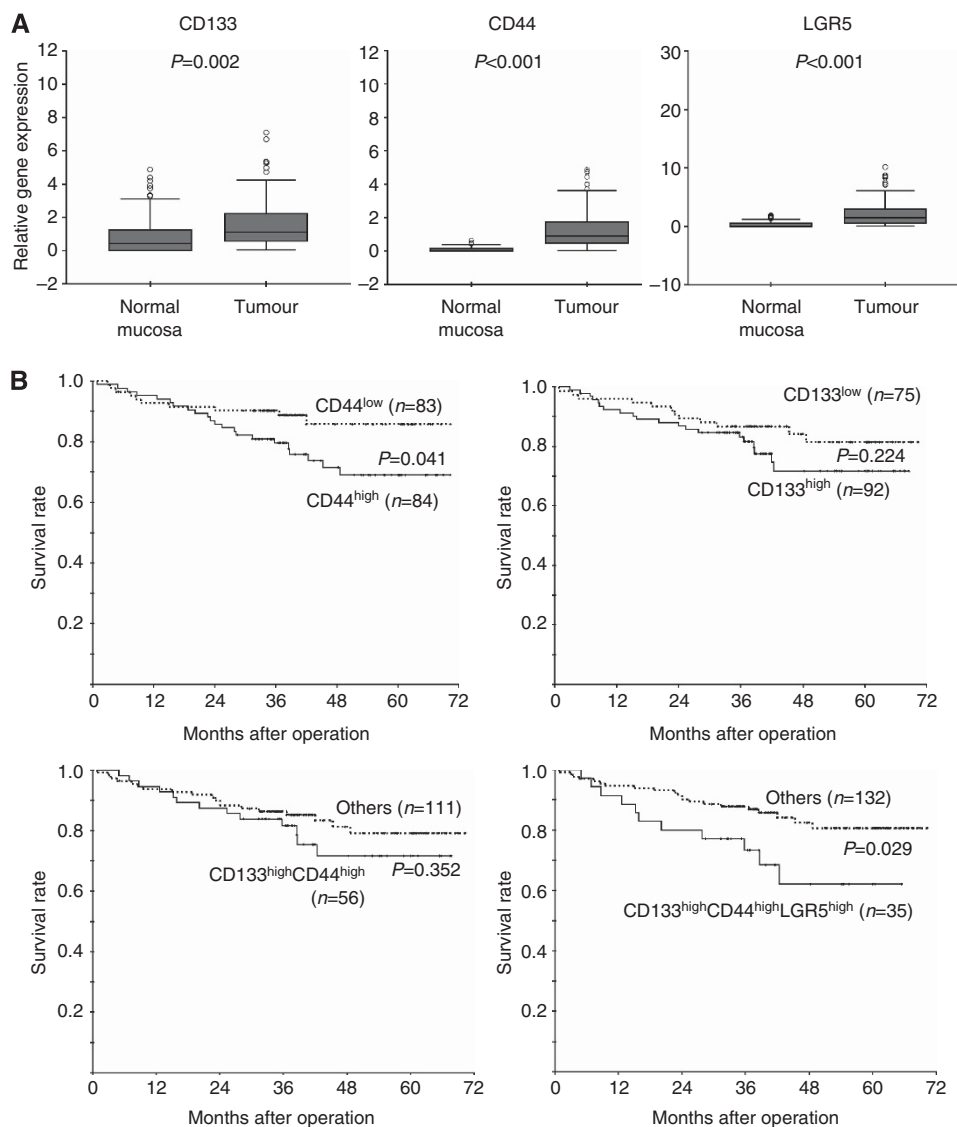 A
CD133
CD44
LGR5
Relative gene expression
12
10
8
6
4
2
0
–2
P=0.002
Normal
mucosa
Tumour
12
10
8
6
4
2
0
–2
P<0.001
Normal
mucosa
Tumour
30
20
10
0
–10
P<0.001
Normal
mucosa
Tumour
B
Survival rate
1.0
0.8
0.6
0.4
0.2
CD44low (n=83)
P=0.041
CD44high (n=84)
0 12 24 36 48 60 72
Months after operation
Survival rate
1.0
0.8
0.6
0.4
0.2
CD133low (n=75)
P=0.224
CD133high (n=92)
0 12 24 36 48 60 72
Months after operation
Survival rate
1.0
0.8
0.6
0.4
0.2
Others (n=111)
CD133highCD44high
P=0.352
(n=56)
0 12 24 36 48 60 72
Months after operation
Survival rate
1.0
0.8
0.6
0.4
0.2
Others (n=132)
P=0.029
CD133highCD44highLGR5high (n=35)
0 12 24 36 48 60 72
Months after operation